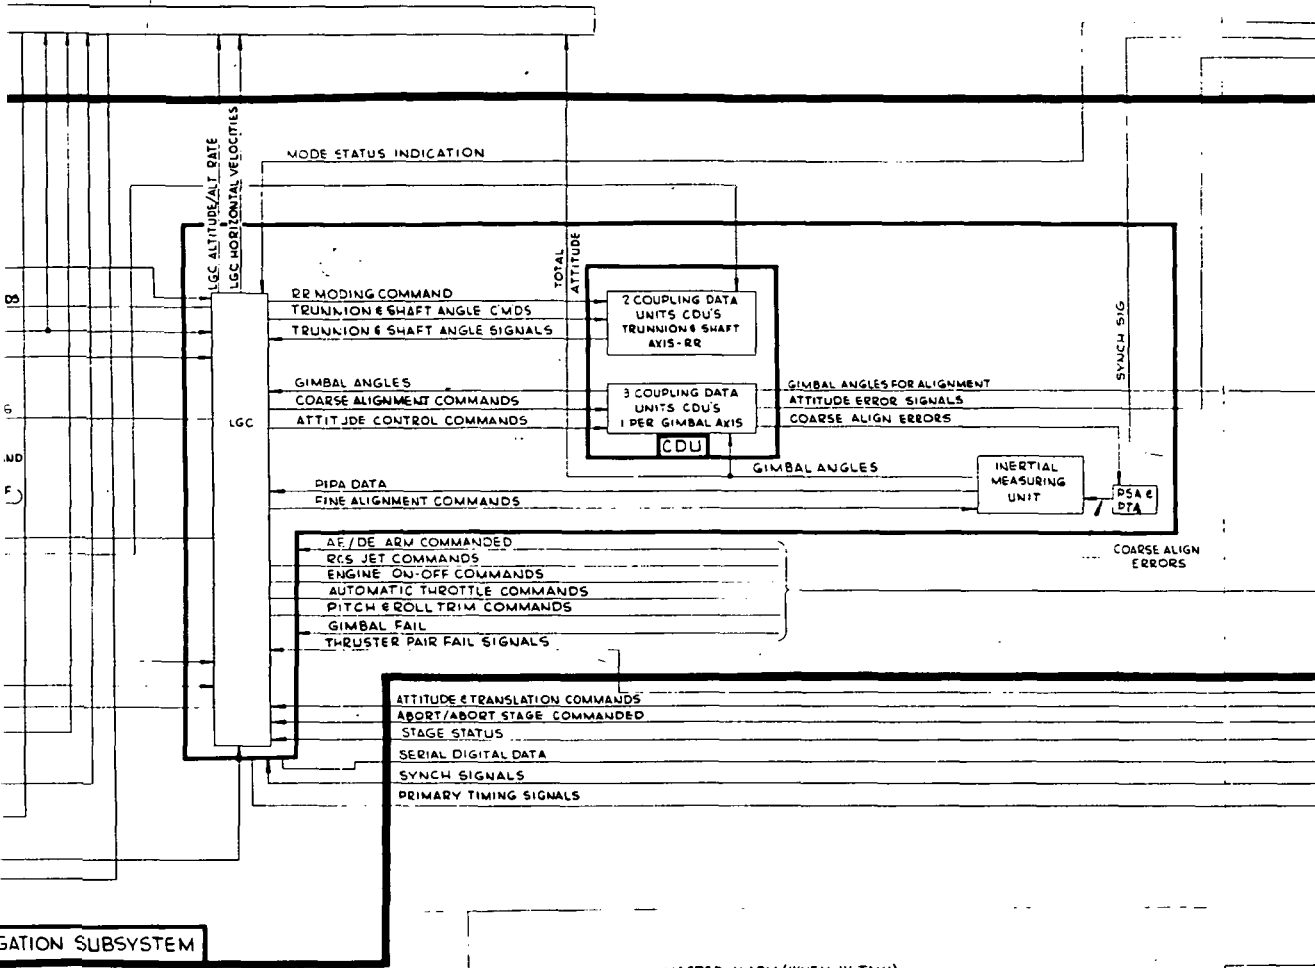 MODE STATUS INDICATION
LGC ALTITUDE/ALT RATE
LGC HORIZONTAL VELOCITIES
TOTAL
ATTITUDE
SYNCH SIG
RR MODING COMMAND
TRUNNION & SHAFT ANGLE CMDS
TRUNNION & SHAFT ANGLE SIGNALS
2 COUPLING DATA
UNITS CDU'S
TRUNNION & SHAFT
AXIS-RR
LGC
GIMBAL ANGLES
COARSE ALIGNMENT COMMANDS
ATTITUDE CONTROL COMMANDS
3 COUPLING DATA
UNITS CDU'S
1 PER GIMBAL AXIS
CDU
GIMBAL ANGLES FOR ALIGNMENT
ATTITUDE ERROR SIGNALS
COARSE ALIGN ERRORS
GIMBAL ANGLES
INERTIAL
MEASURING
UNIT
PSA &
PTA
PIPA DATA
FINE ALIGNMENT COMMANDS
COARSE ALIGN
ERRORS
AE/DE ARM COMMANDED
RCS JET COMMANDS
ENGINE ON-OFF COMMANDS
AUTOMATIC THROTTLE COMMANDS
PITCH & ROLL TRIM COMMANDS
GIMBAL FAIL
THRUSTER PAIR FAIL SIGNALS
ATTITUDE & TRANSLATION COMMANDS
ABORT/ABORT STAGE COMMANDED
STAGE STATUS
SERIAL DIGITAL DATA
SYNCH SIGNALS
PRIMARY TIMING SIGNALS
GATION SUBSYSTEM